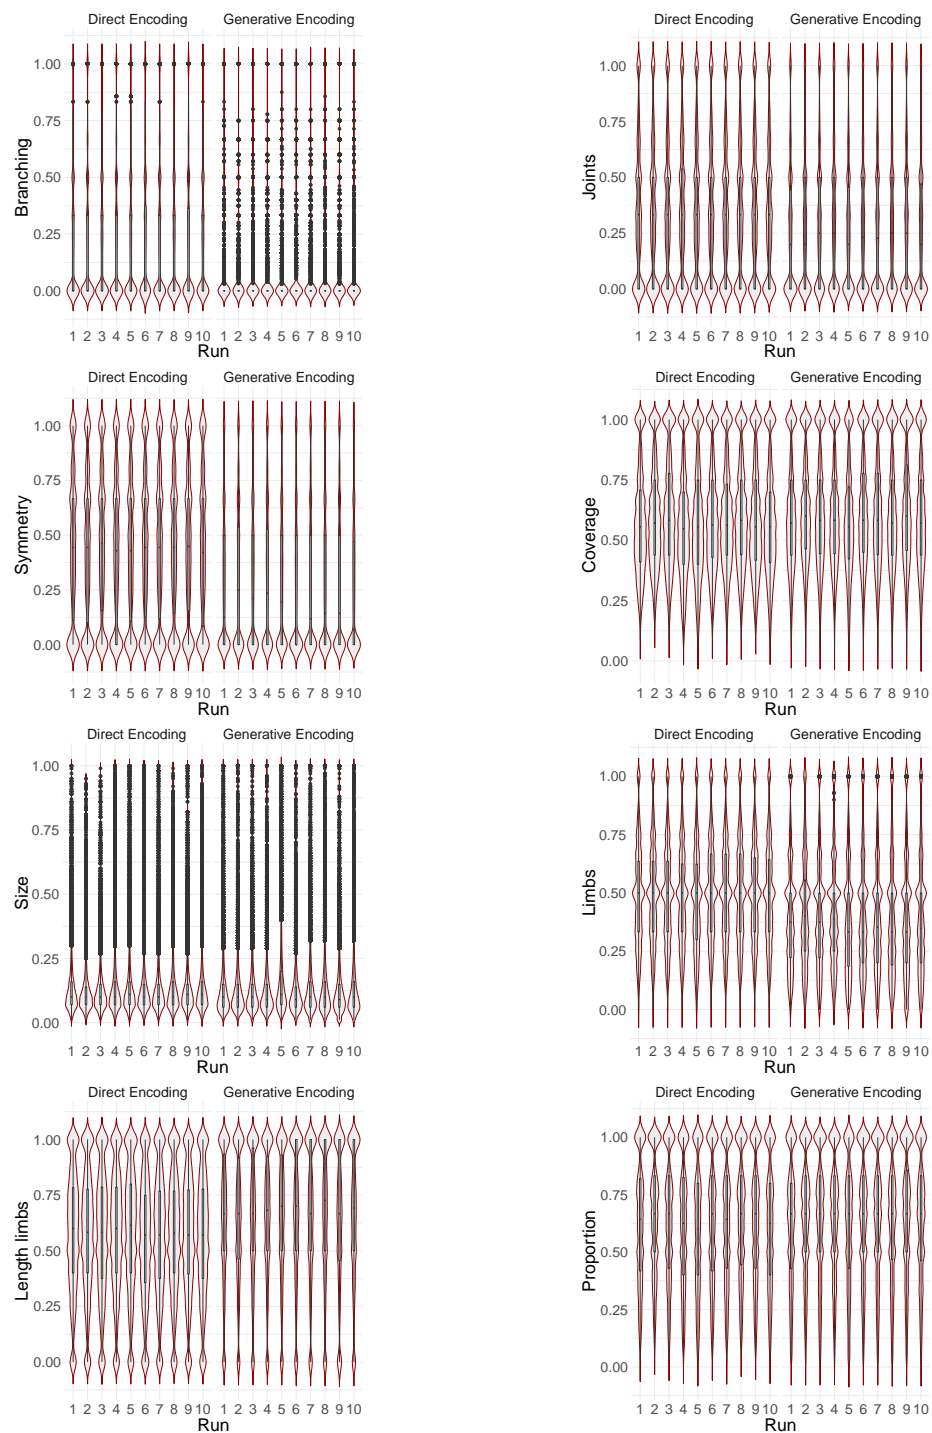 Direct Encoding Generative Encoding
Branching
1.00
0.75
0.50
0.25
0.00
1 2 3 4 5 6 7 8 9 10 1 2 3 4 5 6 7 8 9 10
Run
Direct Encoding Generative Encoding
Joints
1.00
0.75
0.50
0.25
0.00
1 2 3 4 5 6 7 8 9 10 1 2 3 4 5 6 7 8 9 10
Run
Direct Encoding Generative Encoding
Symmetry
1.00
0.75
0.50
0.25
0.00
1 2 3 4 5 6 7 8 9 10 1 2 3 4 5 6 7 8 9 10
Run
Direct Encoding Generative Encoding
Coverage
1.00
0.75
0.50
0.25
0.00
1 2 3 4 5 6 7 8 9 10 1 2 3 4 5 6 7 8 9 10
Run
Direct Encoding Generative Encoding
Size
1.00
0.75
0.50
0.25
0.00
1 2 3 4 5 6 7 8 9 10 1 2 3 4 5 6 7 8 9 10
Run
Direct Encoding Generative Encoding
Limbs
1.00
0.75
0.50
0.25
0.00
1 2 3 4 5 6 7 8 9 10 1 2 3 4 5 6 7 8 9 10
Run
Direct Encoding Generative Encoding
Length limbs
1.00
0.75
0.50
0.25
0.00
1 2 3 4 5 6 7 8 9 10 1 2 3 4 5 6 7 8 9 10
Run
Direct Encoding Generative Encoding
Proportion
1.00
0.75
0.50
0.25
0.00
1 2 3 4 5 6 7 8 9 10 1 2 3 4 5 6 7 8 9 10
Run